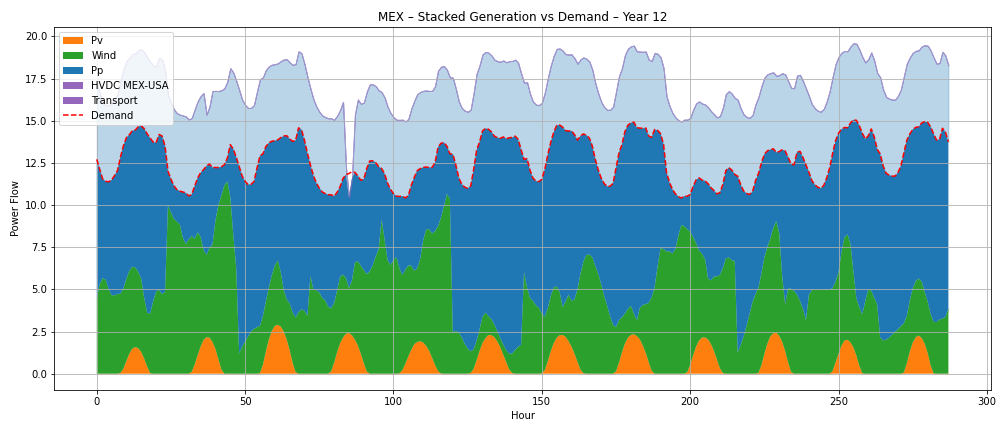 MEX – Stacked Generation vs Demand – Year 12
Pv
Wind
Pp
HVDC MEX-USA
Transport
Demand
Power Flow
20.0
17.5
15.0
12.5
10.0
7.5
5.0
2.5
0.0
0
50
100
150
200
250
300
Hour